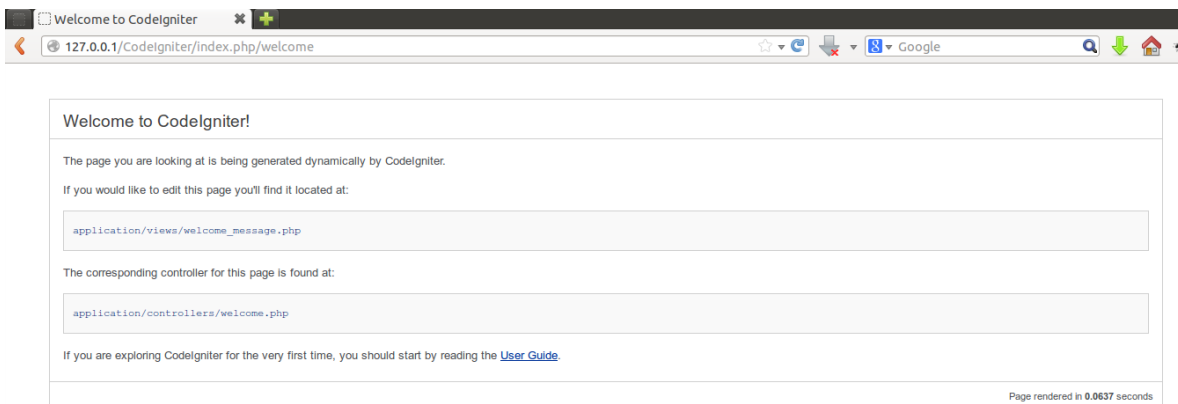 Welcome to CodeIgniter
127.0.0.1/CodeIgniter/index.php/welcome
8 Google
Welcome to CodeIgniter!
The page you are looking at is being generated dynamically by CodeIgniter.
If you would like to edit this page you'll find it located at:
application/views/welcome_message.php
The corresponding controller for this page is found at:
application/controllers/welcome.php
If you are exploring CodeIgniter for the very first time, you should start by reading the User Guide.
Page rendered in 0.0637 seconds